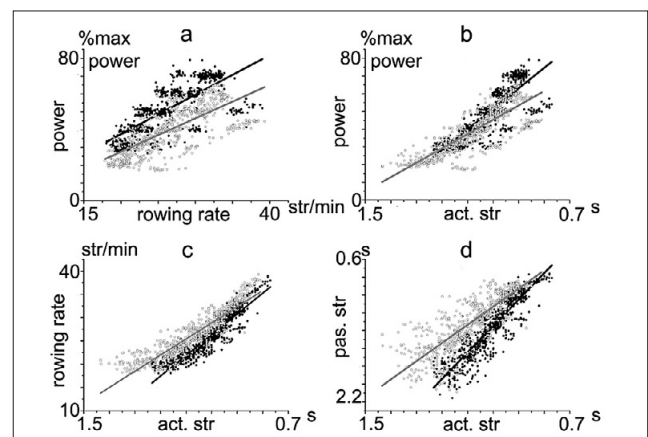 %max power
a
80
power
0
15
rowing rate
40
str/min
%max power
b
80
power
0
1.5
act. str
0.7
s
str/min
c
40
rowing rate
10
1.5
act. str
0.7
s
s
d
0.6
pas. str
2.2
1.5
act. str
0.7
s